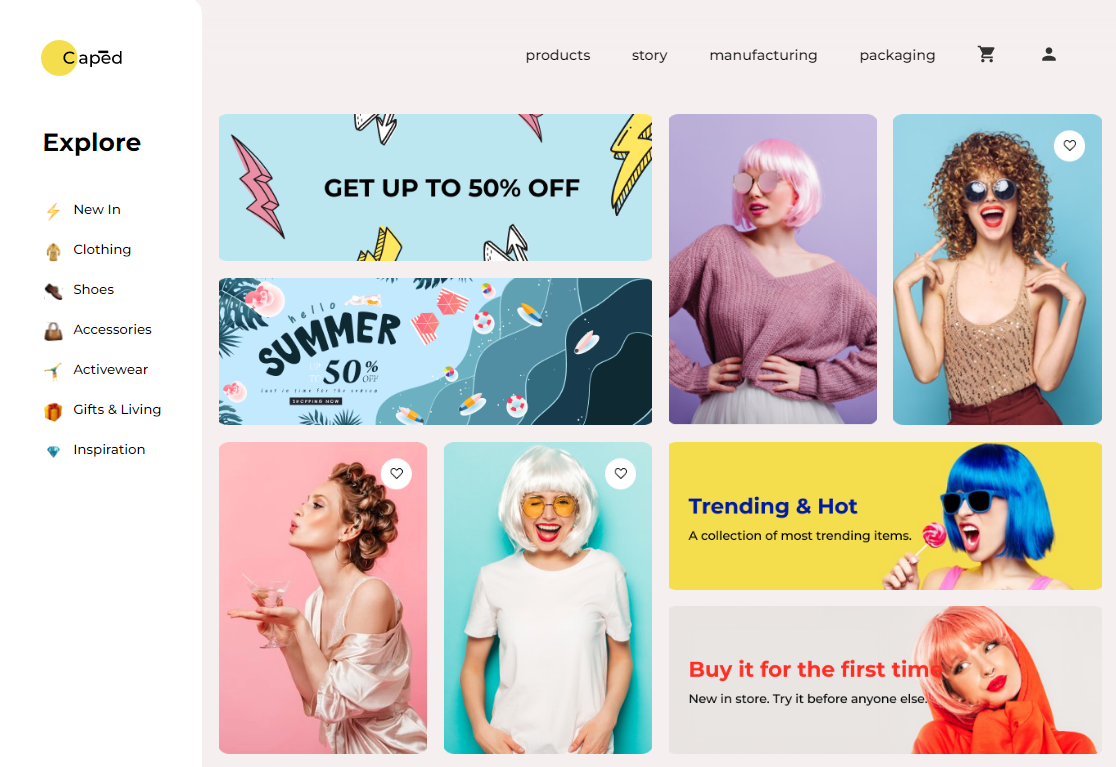 Capēd
products story manufacturing packaging
Explore
New In
Clothing
Shoes
Accessories
Activewear
Gifts & Living
Inspiration
GET UP TO 50% OFF
hello
SUMMER
50% OFF
just in time for the season
SHOPPING NOW
Trending & Hot
A collection of most trending items.
Buy it for the first time
New in store. Try it before anyone else.